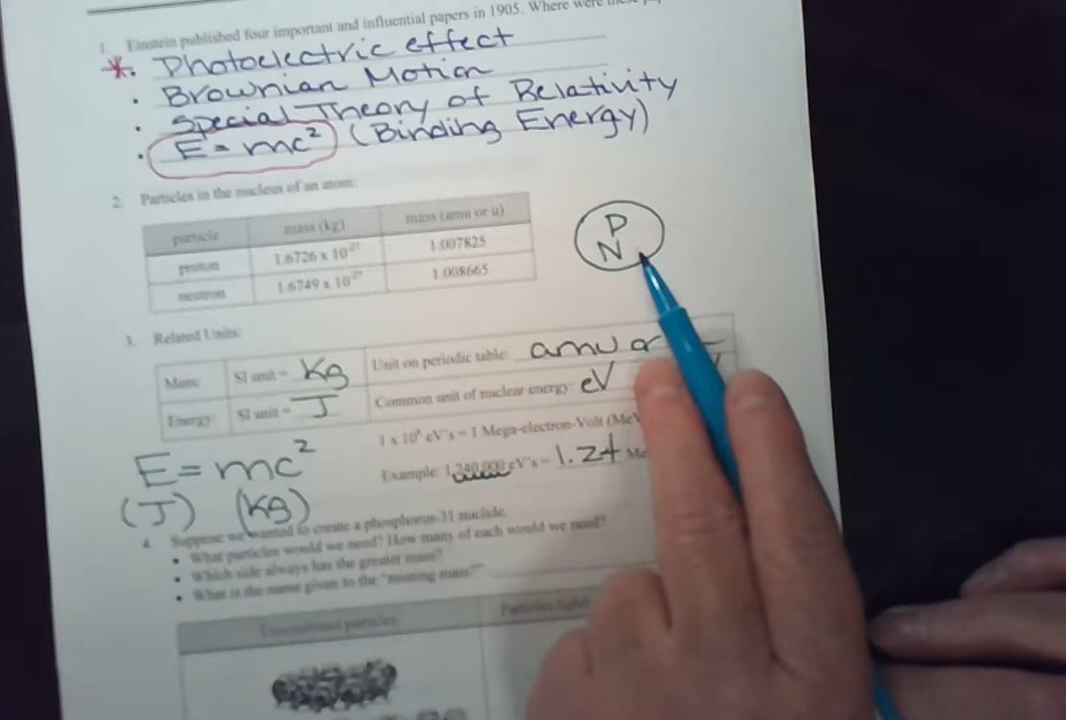 1. Einstein published four important and influential papers in 1905. Where were these
*. Photoelectric effect
• Brownian Motion
• Special Theory of Relativity
• E = mc² (Binding Energy)
2. Particles in the nucleus of an atom:
particle mass (kg) mass (amu or u)
proton 1.6726 x 10⁻²⁷ 1.007825
neutron 1.6749 x 10⁻²⁷ 1.008665
P
N
3. Related Units:
Mass: SI unit = Kg Unit on periodic table: amu or
Energy: SI unit = J Common unit of nuclear energy: eV
1 x 10⁶ eV's = 1 Mega-electron-Volt (MeV
Example: 1,240,000 eV's = 1.24 Me
E = mc²
(J) (Kg)
4. Suppose we wanted to create a phosphorus-31 nuclide.
• What particles would we need? How many of each would we need?
• Which side always has the greater mass?
• What is the name given to the "missing mass?"
Uncombined particles Particles